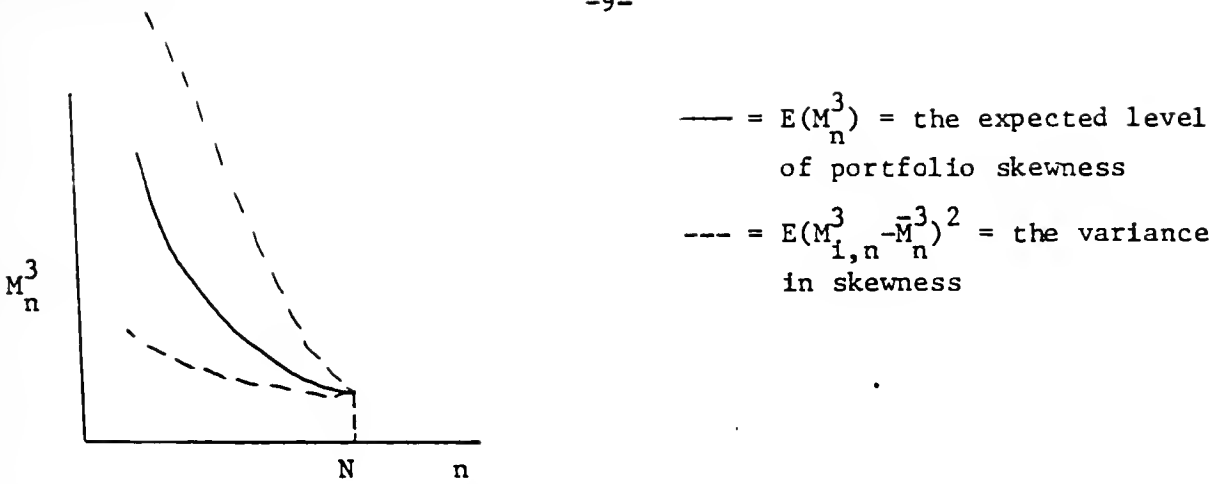 -9-
— = E(M³ₙ) = the expected level
of portfolio skewness
--- = E(M³ᵢ,ₙ-M̄³ₙ)² = the variance
in skewness
M³ₙ
N n